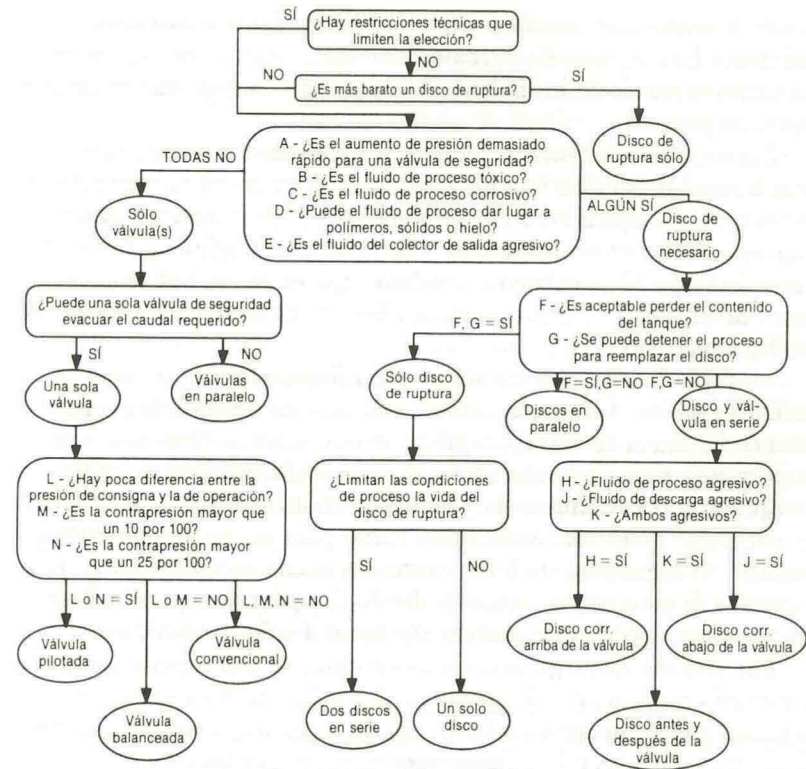 SÍ
¿Hay restricciones técnicas que
limiten la elección?
NO
NO
¿Es más barato un disco de ruptura?
SÍ
Disco de
ruptura sólo
TODAS NO
A - ¿Es el aumento de presión demasiado
rápido para una válvula de seguridad?
B - ¿Es el fluido de proceso tóxico?
C - ¿Es el fluido de proceso corrosivo?
D - ¿Puede el fluido de proceso dar lugar a
polímeros, sólidos o hielo?
E - ¿Es el fluido del colector de salida agresivo?
ALGÚN SÍ
Sólo
válvula(s)
Disco de
ruptura
necesario
¿Puede una sola válvula de seguridad
evacuar el caudal requerido?
F - ¿Es aceptable perder el contenido
del tanque?
G - ¿Se puede detener el proceso
para reemplazar el disco?
F, G = SÍ
SÍ
NO
F=SÍ,G=NO
F,G=NO
Una sola
válvula
Válvulas
en paralelo
Sólo disco
de ruptura
Discos en
paralelo
Disco y vál-
vula en serie
L - ¿Hay poca diferencia entre la
presión de consigna y la de operación?
M - ¿Es la contrapresión mayor que
un 10 por 100?
N - ¿Es la contrapresión mayor
que un 25 por 100?
¿Limitan las condiciones
de proceso la vida del
disco de ruptura?
H - ¿Fluido de proceso agresivo?
J - ¿Fluido de descarga agresivo?
K - ¿Ambos agresivos?
L o N = SÍ
L o M = NO
L, M, N = NO
SÍ
NO
H = SÍ
K = SÍ
J = SÍ
Válvula
pilotada
Válvula
convencional
Disco corr.
arriba de la válvula
Disco corr.
abajo de la válvula
Válvula
balanceada
Dos discos
en serie
Un solo
disco
Disco antes y
después de la
válvula